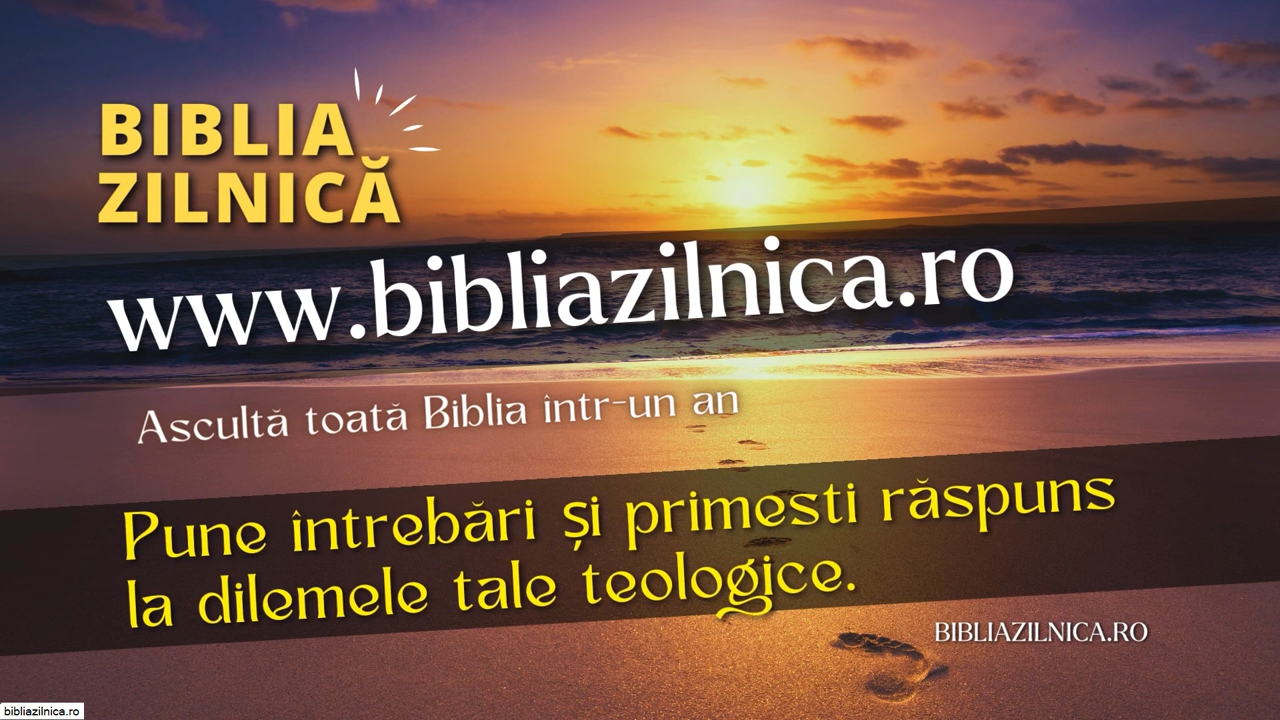 BIBLIA
ZILNICĂ
www.bibliazilnica.ro
Ascultă toată Biblia într-un an
Pune întrebări și primesti răspuns
la dilemele tale teologice.
BIBLIAZILNICA.RO
bibliazilnica.ro